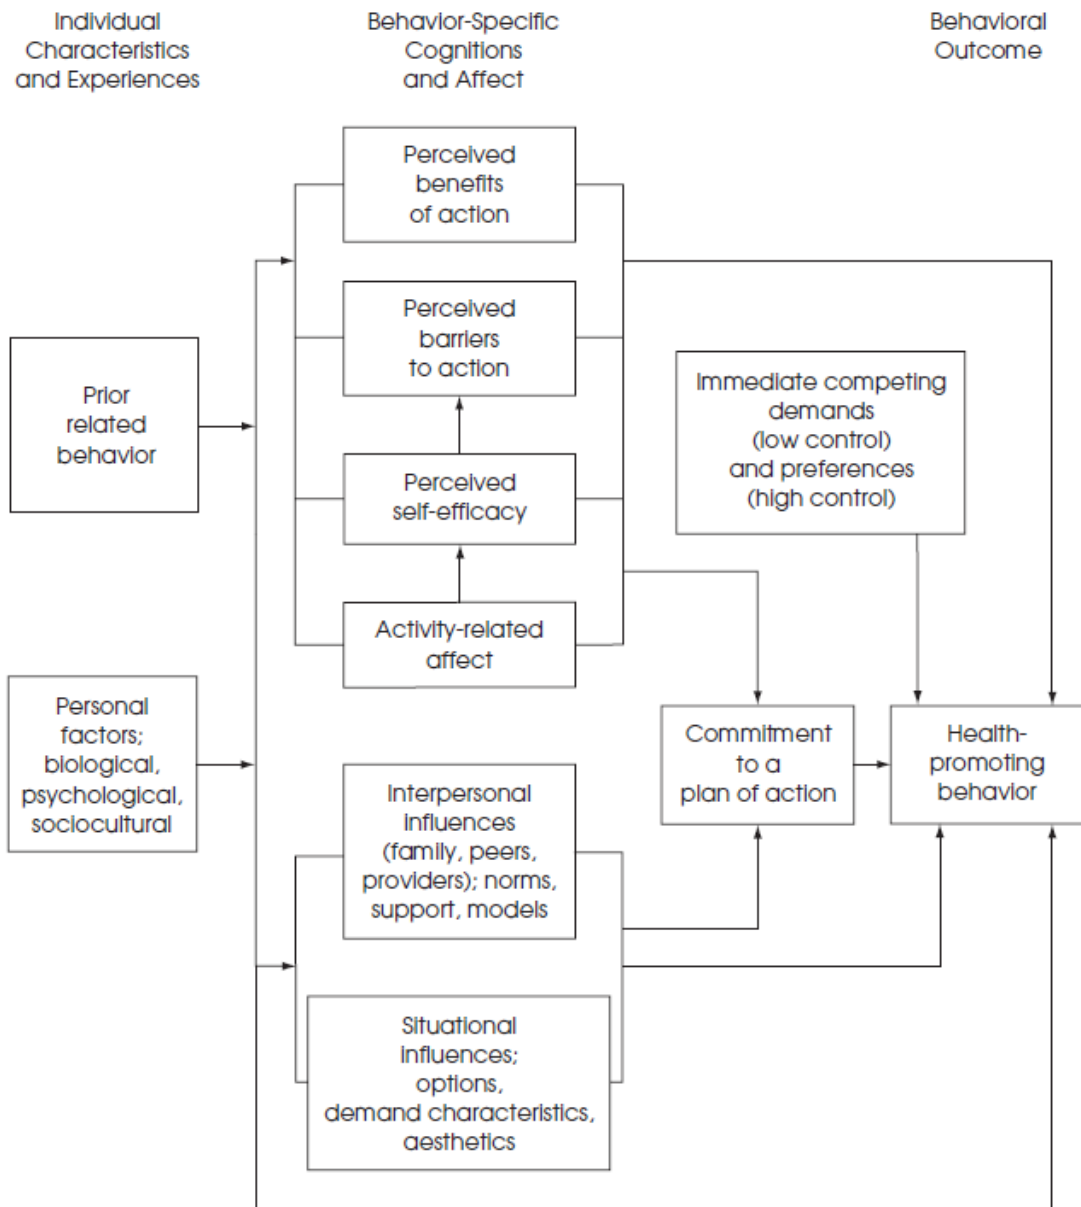 Individual
Characteristics
and Experiences
Behavior-Specific
Cognitions
and Affect
Behavioral
Outcome
Perceived
benefits
of action
Perceived
barriers
to action
Prior
related
behavior
Immediate competing
demands
(low control)
and preferences
(high control)
Perceived
self-efficacy
Activity-related
affect
Personal
factors;
biological,
psychological,
sociocultural
Commitment
to a
plan of action
Health-
promoting
behavior
Interpersonal
influences
(family, peers,
providers); norms,
support, models
Situational
influences;
options,
demand characteristics,
aesthetics